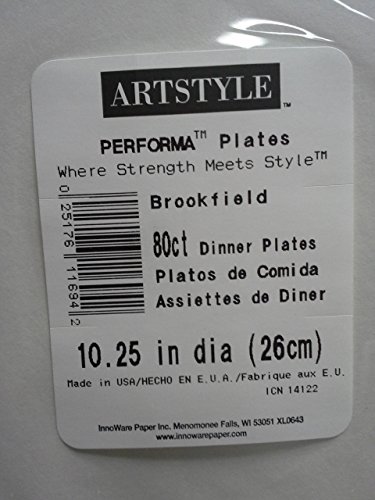 ARTSTYLE™
PERFORMA™ Plates
Where Strength Meets Style™
0 25176 11694 2
Brookfield
80ct Dinner Plates
Platos de Comida
Assiettes de Diner
10.25 in dia (26cm)
Made in USA/HECHO EN E.U.A./Fabrique aux E.U.
ICN 14122
InnoWare Paper Inc. Menomonee Falls, WI 53051 XL0643
www.innowarepaper.com